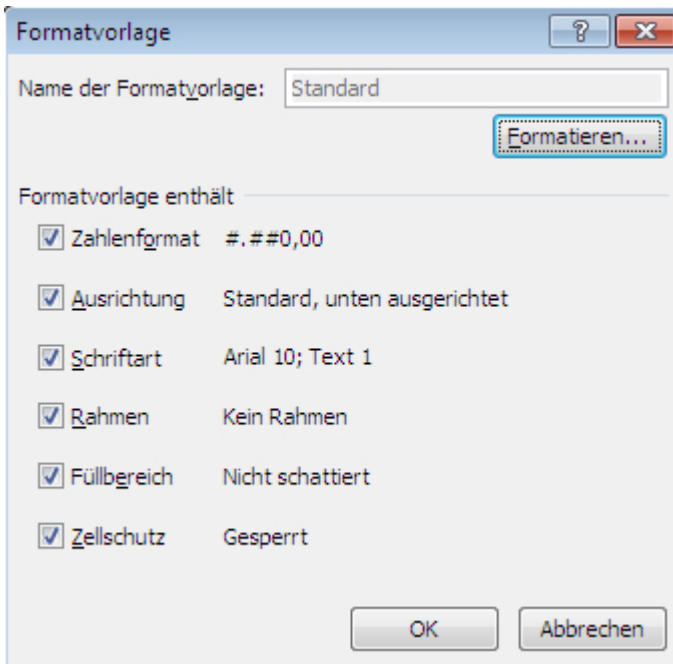 Formatvorlage
Name der Formatvorlage: Standard
Formatieren...
Formatvorlage enthält
Zahlenformat #.##0,00
Ausrichtung Standard, unten ausgerichtet
Schriftart Arial 10; Text 1
Rahmen Kein Rahmen
Füllbereich Nicht schattiert
Zellschutz Gesperrt
OK Abbrechen